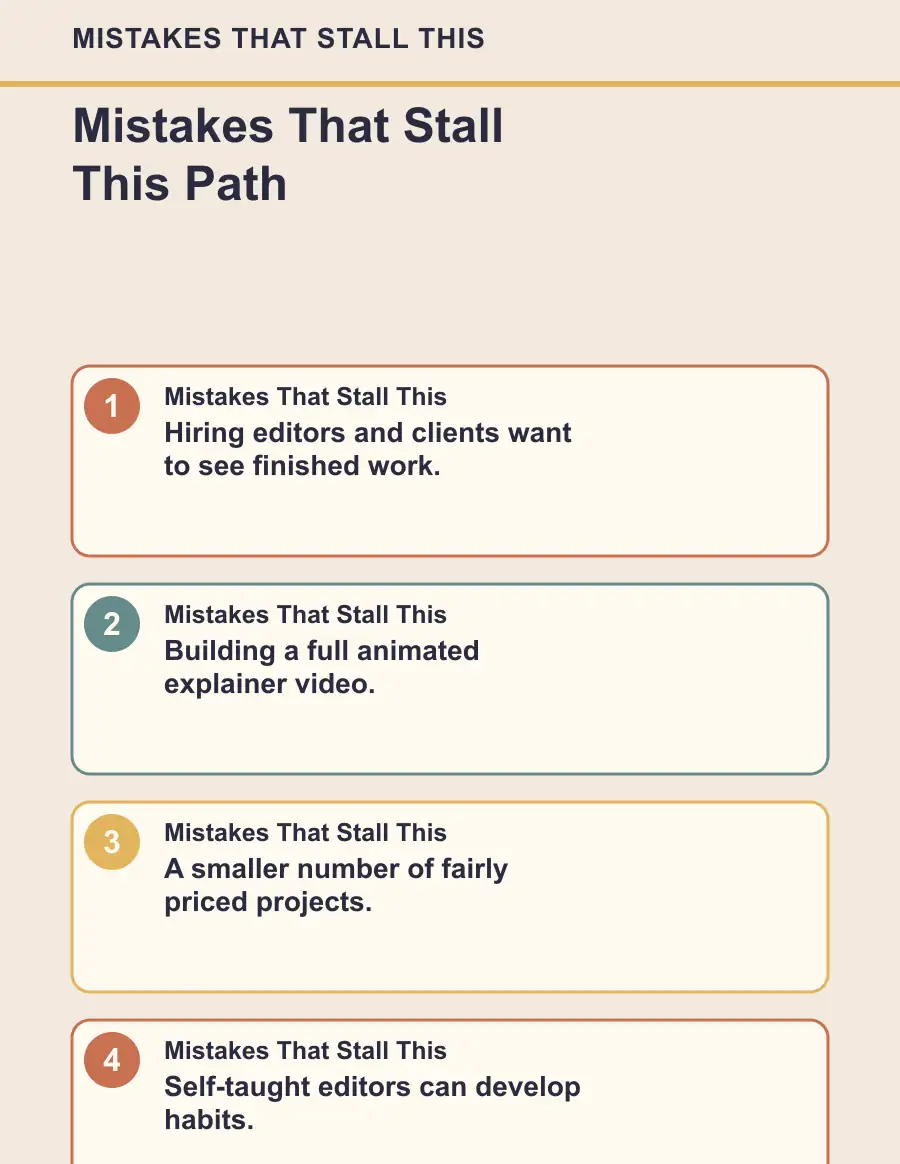 MISTAKES THAT STALL THIS
Mistakes That Stall
This Path
1
Mistakes That Stall This
Hiring editors and clients want
to see finished work.
2
Mistakes That Stall This
Building a full animated
explainer video.
3
Mistakes That Stall This
A smaller number of fairly
priced projects.
4
Mistakes That Stall This
Self-taught editors can develop
habits.